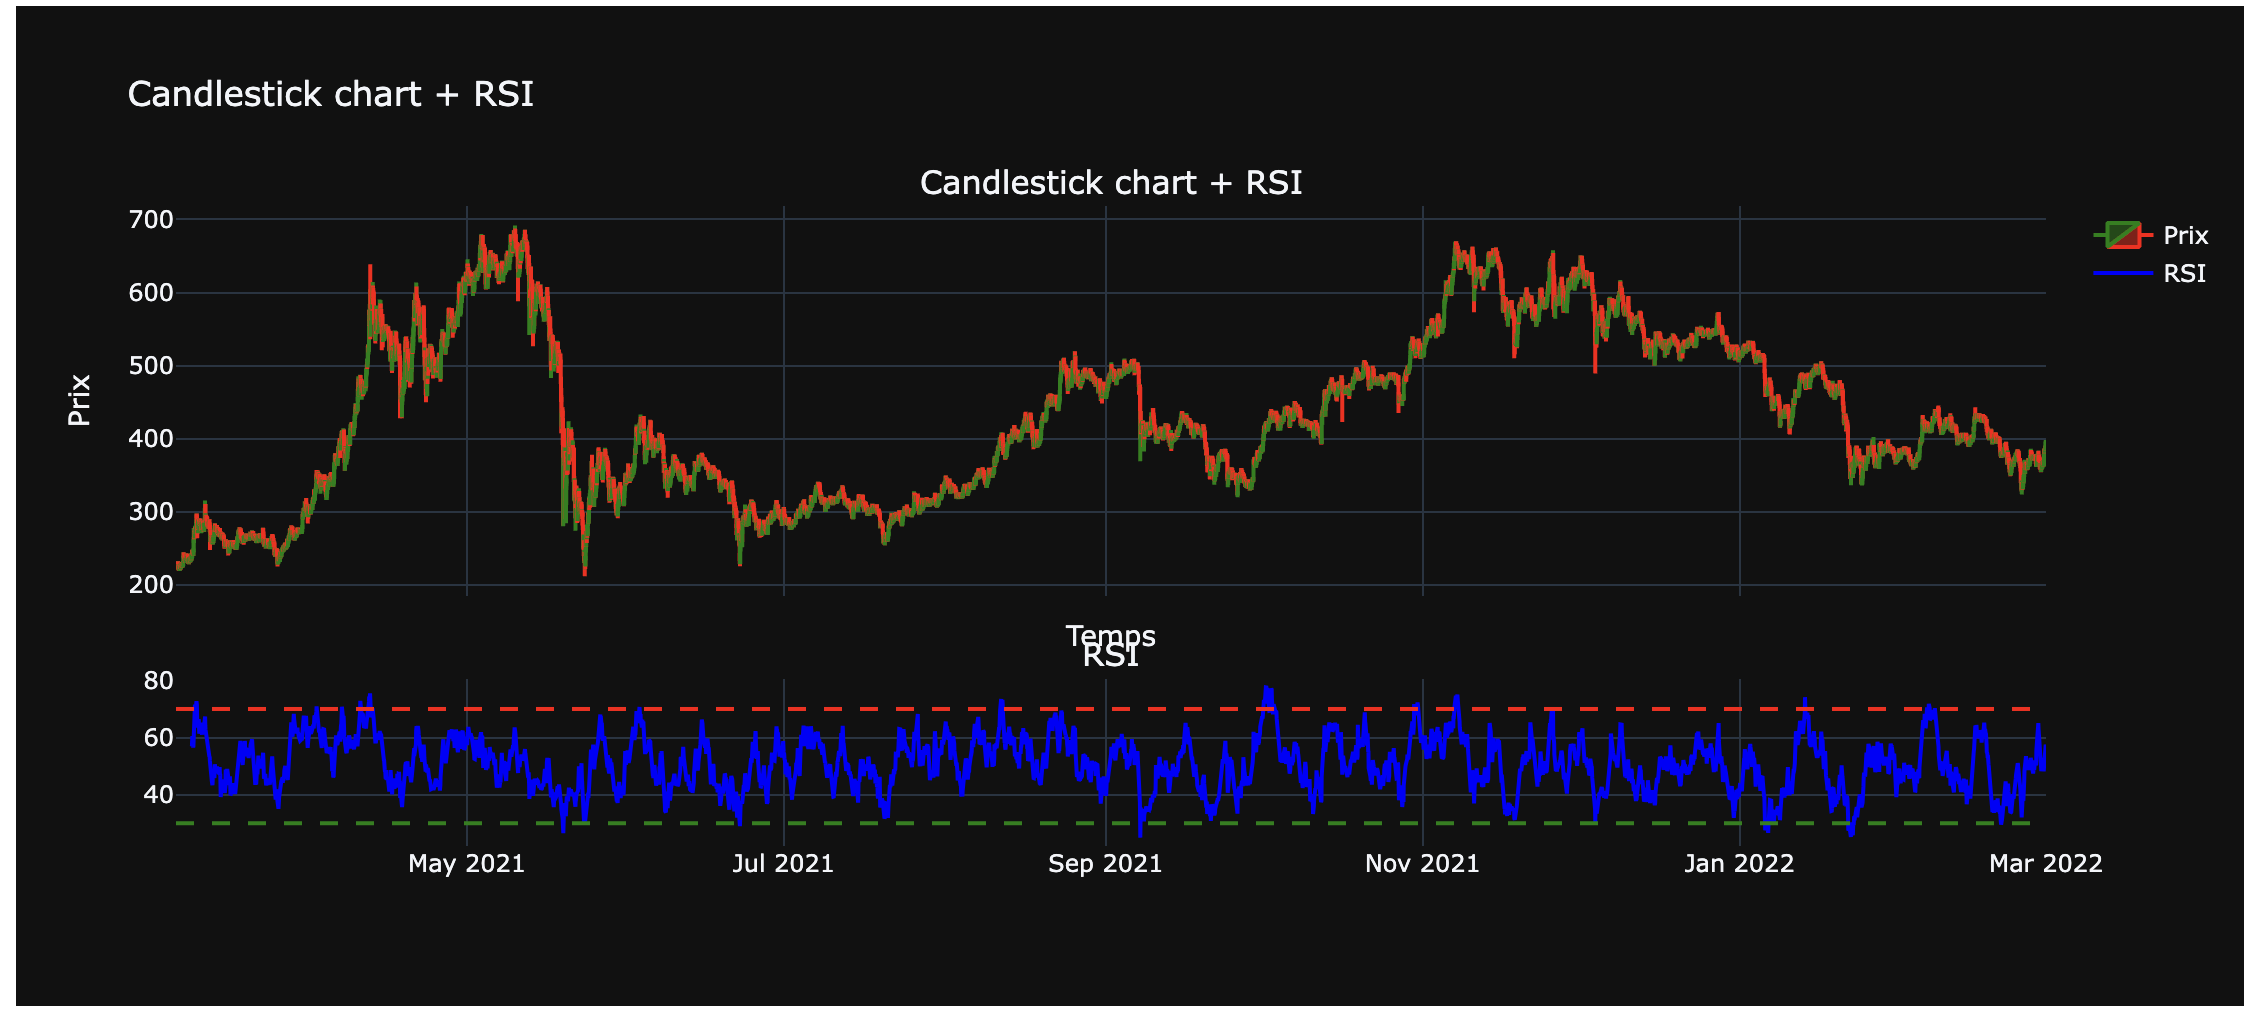 Candlestick chart + RSI
Candlestick chart + RSI
700
600
500
400
300
200
Prix
Prix
RSI
Temps
RSI
80
60
40
May 2021 Jul 2021 Sep 2021 Nov 2021 Jan 2022 Mar 2022